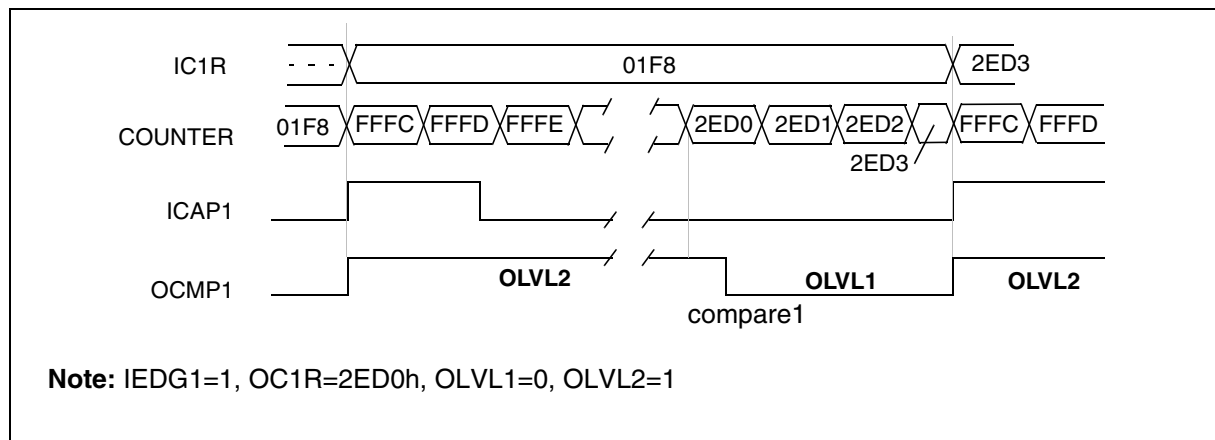 IC1R - - - 01F8 2ED3
COUNTER 01F8 FFFC FFFD FFFE 2ED0 2ED1 2ED2 FFFC FFFD
2ED3
ICAP1
OCMP1 OLVL2 OLVL1 OLVL2
compare1
Note: IEDG1=1, OC1R=2ED0h, OLVL1=0, OLVL2=1